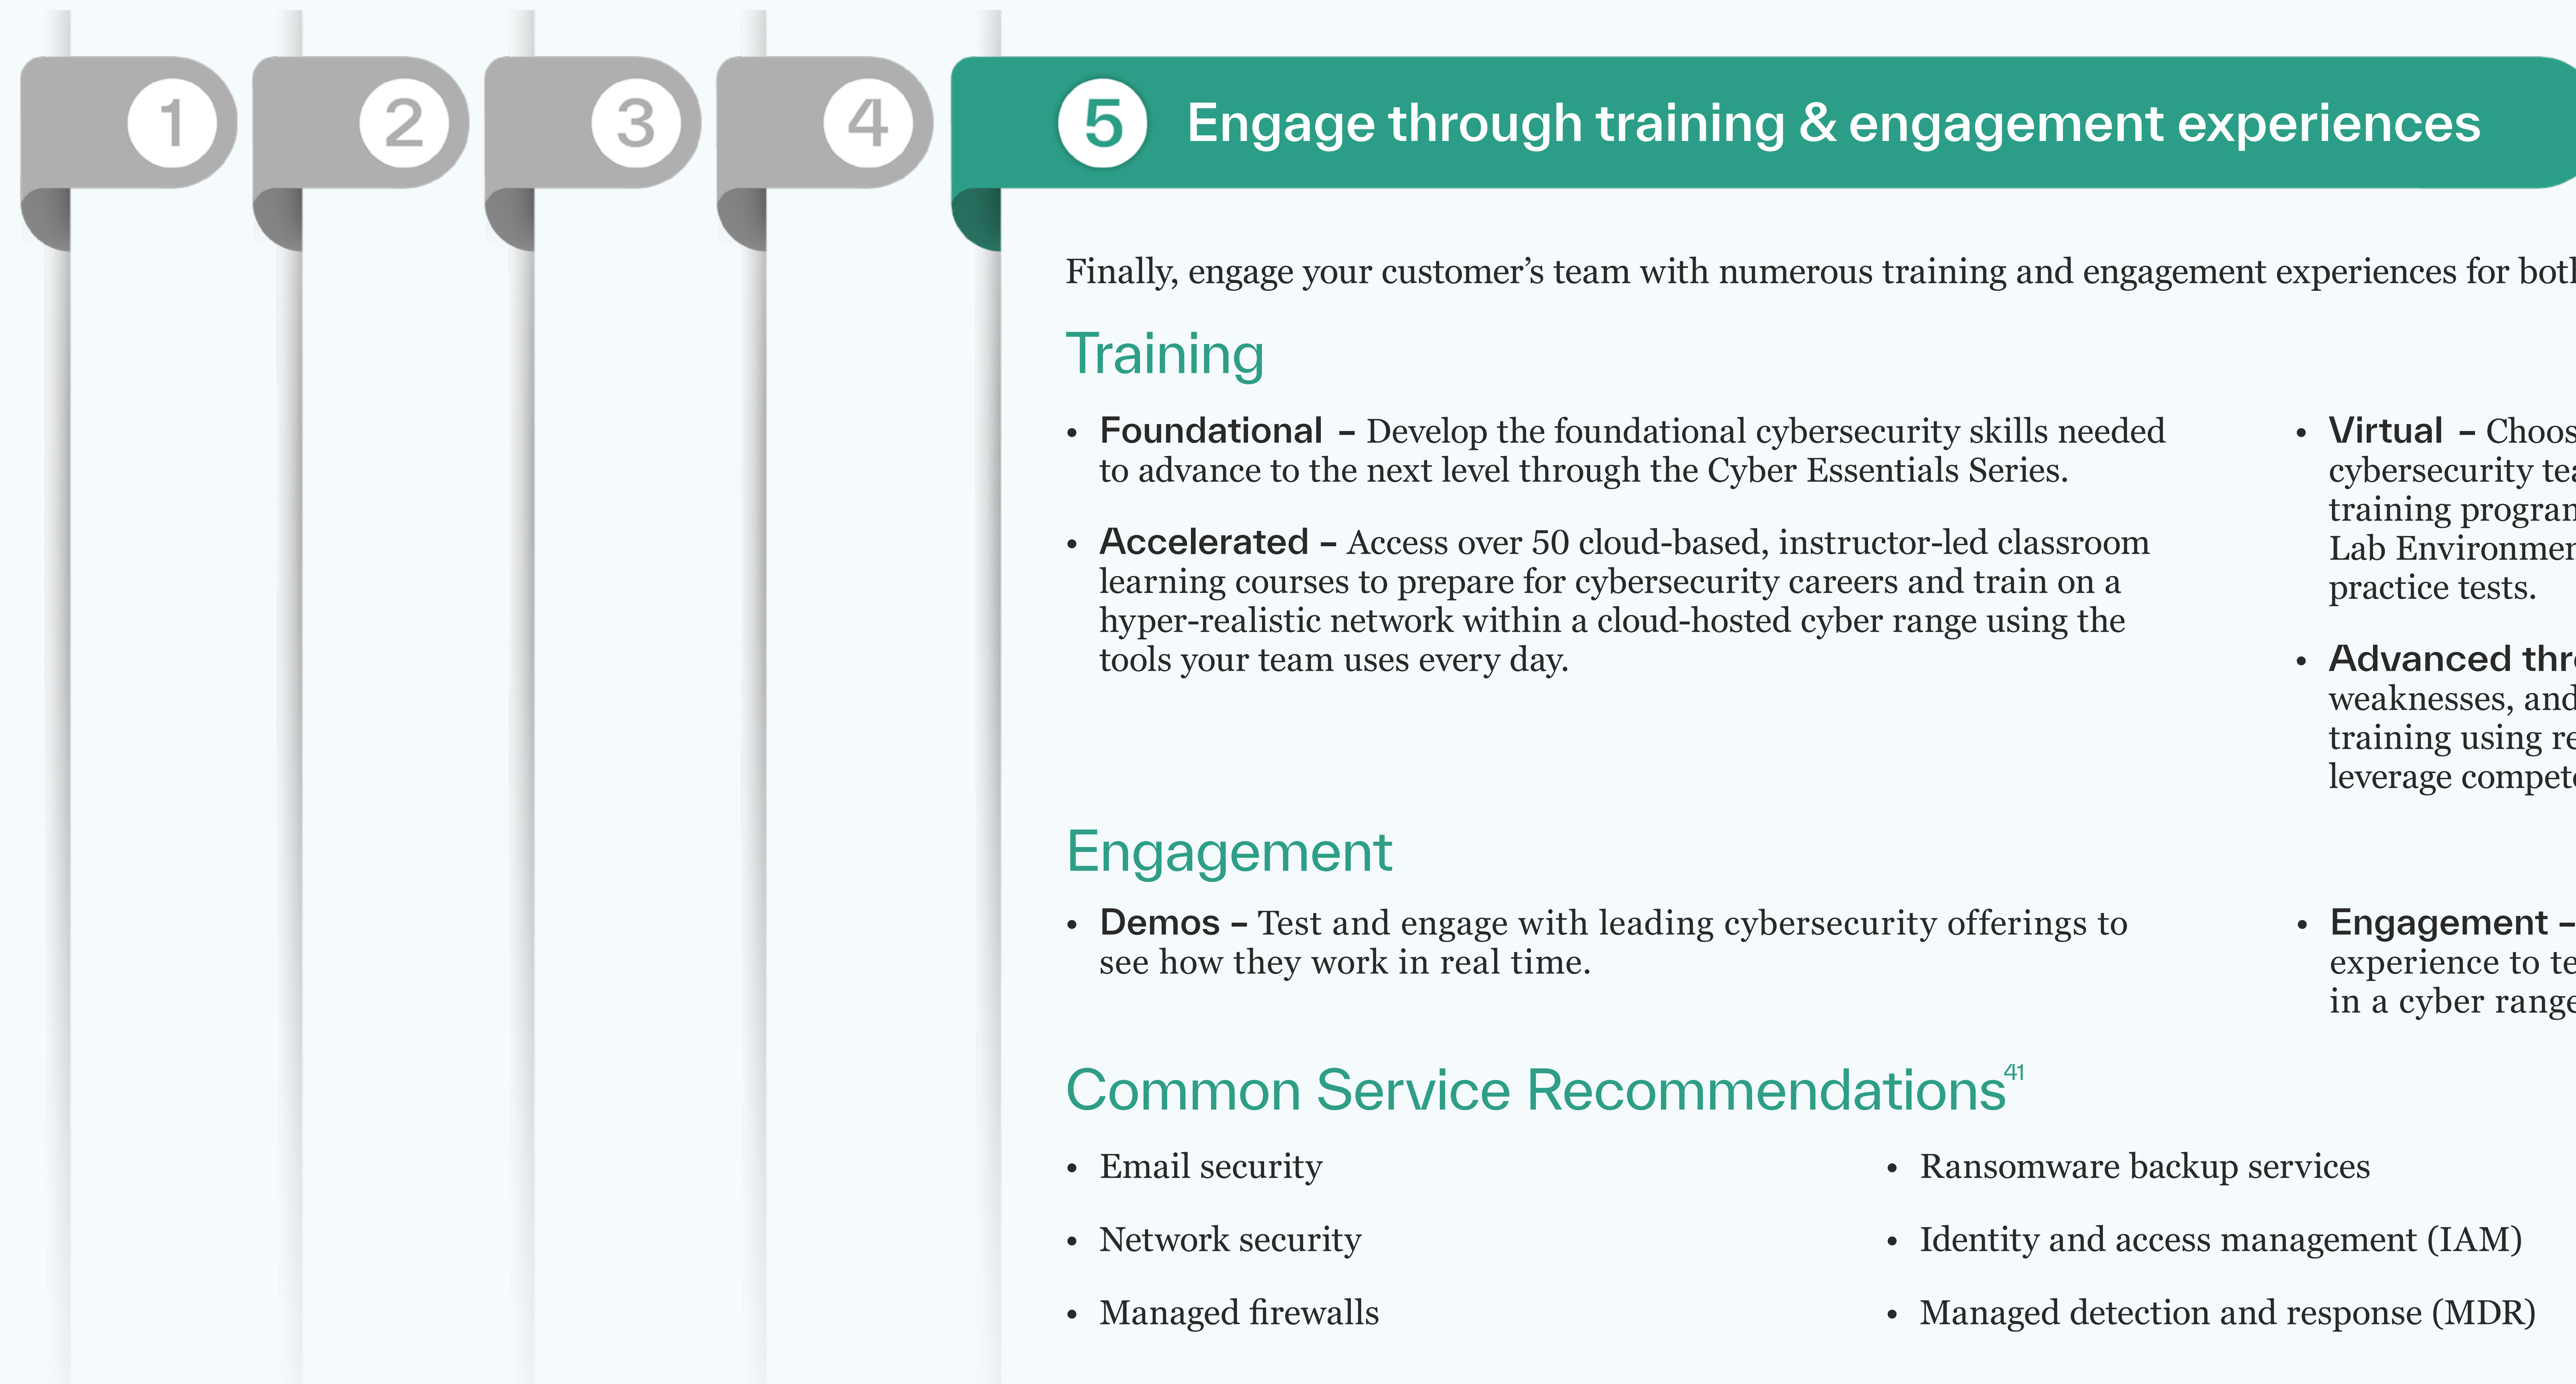 1
2
3
4
5 Engage through training & engagement experiences
Finally, engage your customer’s team with numerous training and engagement experiences for
Training
• Foundational – Develop the foundational cybersecurity skills needed
to advance to the next level through the Cyber Essentials Series.
• Accelerated – Access over 50 cloud-based, instructor-led classroom
learning courses to prepare for cybersecurity careers and train on a
hyper-realistic network within a cloud-hosted cyber range using the
tools your team uses every day.
• Virtual –
cybersecurity
training
Lab
practice tests.
• Advanced
weaknesses, and
training using
leverage
Engagement
• Demos – Test and engage with leading cybersecurity offerings to
see how they work in real time.
• Engagement –
experience to
in a cyber range
Common Service Recommendations41
• Email security
• Network security
• Managed firewalls
• Ransomware backup services
• Identity and access management (IAM)
• Managed detection and response (MDR)